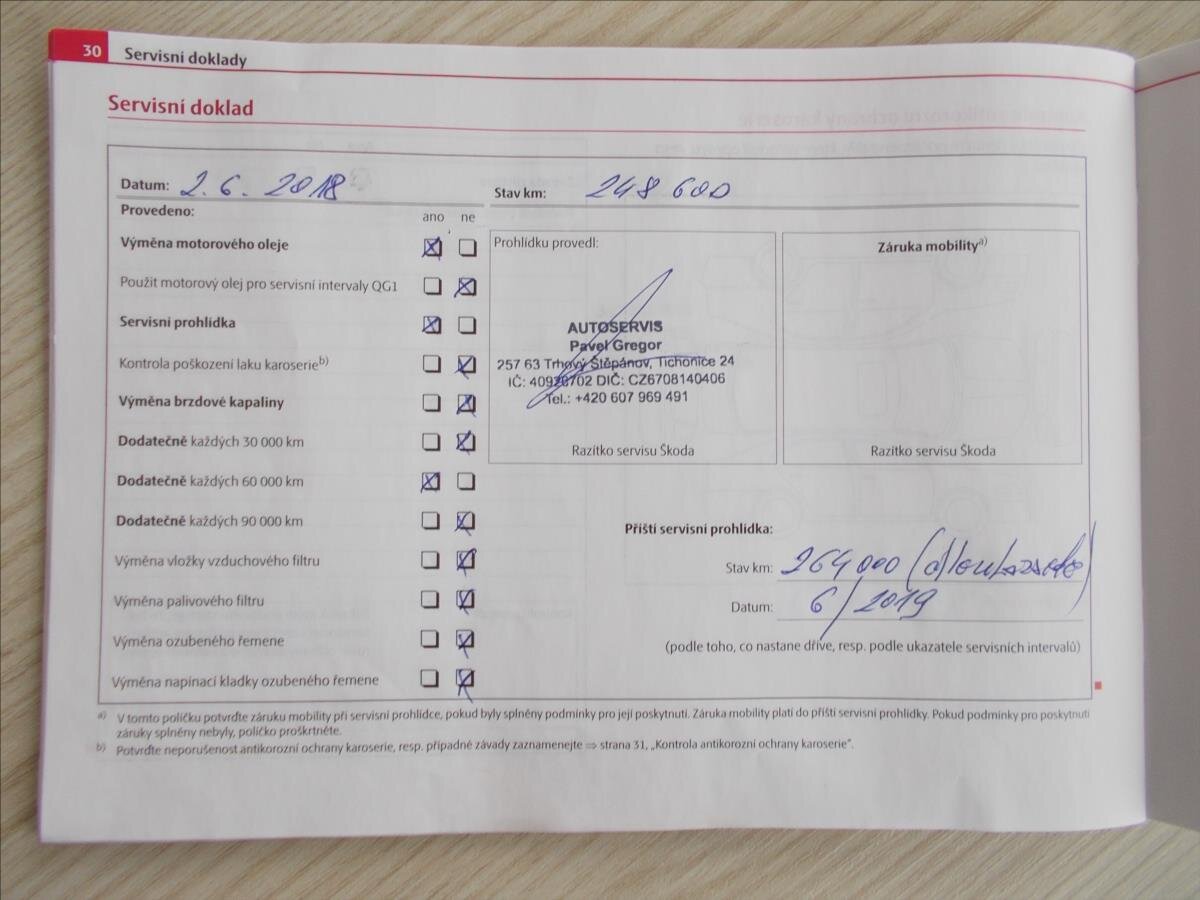 30 Servisní doklady
Servisní doklad
Datum: 2. 6. 2018
Stav km: 248 600
Provedeno:
ano ne
Výměna motorového oleje
Použit motorový olej pro servisní intervaly QG1
Servisní prohlídka
Kontrola poškození laku karoserie b)
Výměna brzdové kapaliny
Dodatečně každých 30 000 km
Dodatečně každých 60 000 km
Dodatečně každých 90 000 km
Výměna vložky vzduchového filtru
Výměna palivového filtru
Výměna ozubeného řemene
Výměna napínací kladky ozubeného řemene
Prohlídku provedl:
AUTOSERVIS
Pavel Gregor
257 63 Trhový Štěpánov, Tichonice 24
IČ: DIČ: CZ6708140406
Tel.: +420 607 969 491
Razítko servisu Škoda
Záruka mobility a)
Razítko servisu Škoda
Příští servisní prohlídka:
Stav km: 264 000
Datum: 6/2019
(podle toho, co nastane dříve, resp. podle ukazatele servisních intervalů)
a) V tomto políčku potvrďte záruku mobility při servisní prohlídce, pokud byly splněny podmínky pro její poskytnutí. Záruka mobility platí do příští servisní prohlídky. Pokud podmínky pro poskytnutí
záruky splněny nebyly, políčko proškrtněte.
b) Potvrďte neporušenost antikorozní ochrany karoserie, resp. případné závady zaznamenejte ⇒ strana 31, „Kontrola antikorozní ochrany karoserie“.